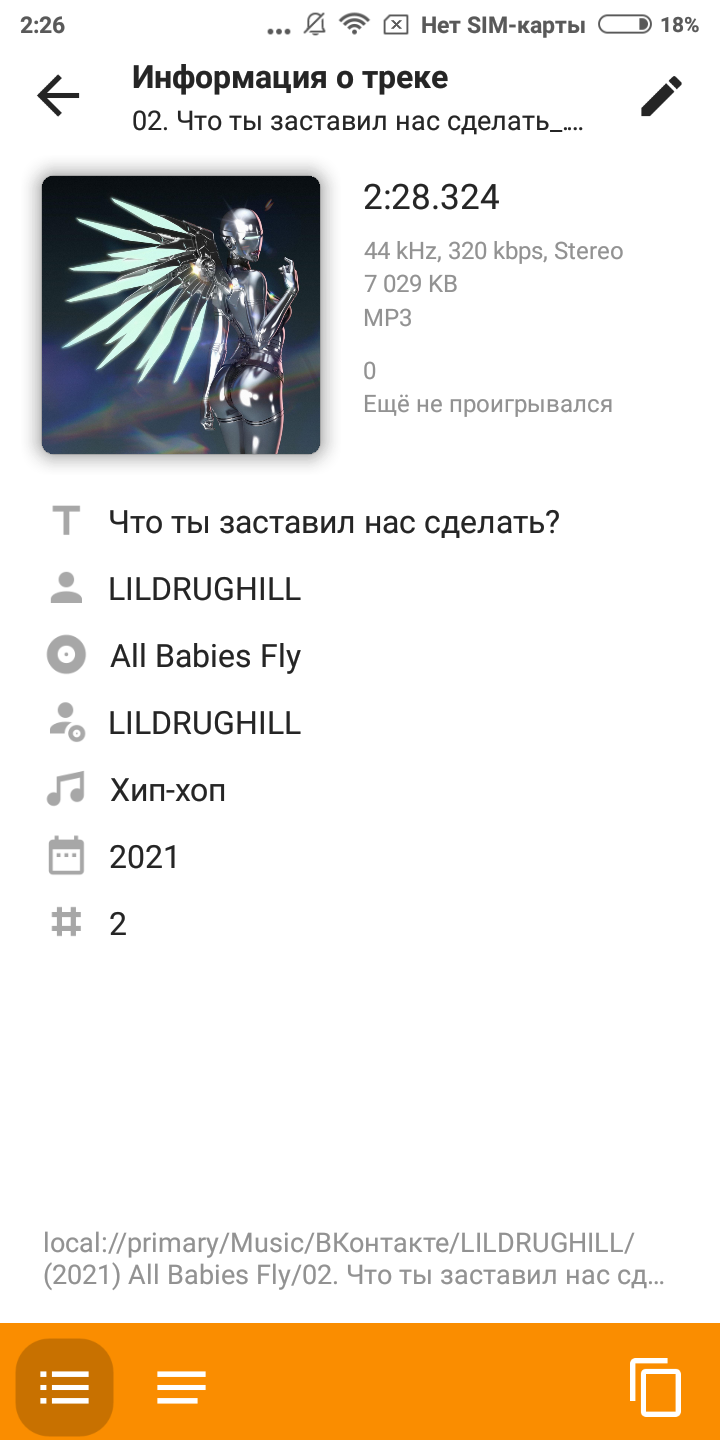 2:26 ... Нет SIM-карты 18%
Информация о треке
02. Что ты заставил нас сделать_....
2:28.324
44 kHz, 320 kbps, Stereo
7 029 KB
MP3
0
Ещё не проигрывался
Что ты заставил нас сделать?
LILDRUGHILL
All Babies Fly
LILDRUGHILL
Хип-хоп
2021
2
local://primary/Music/ВКонтакте/LILDRUGHILL/
(2021) All Babies Fly/02. Что ты заставил нас сд...